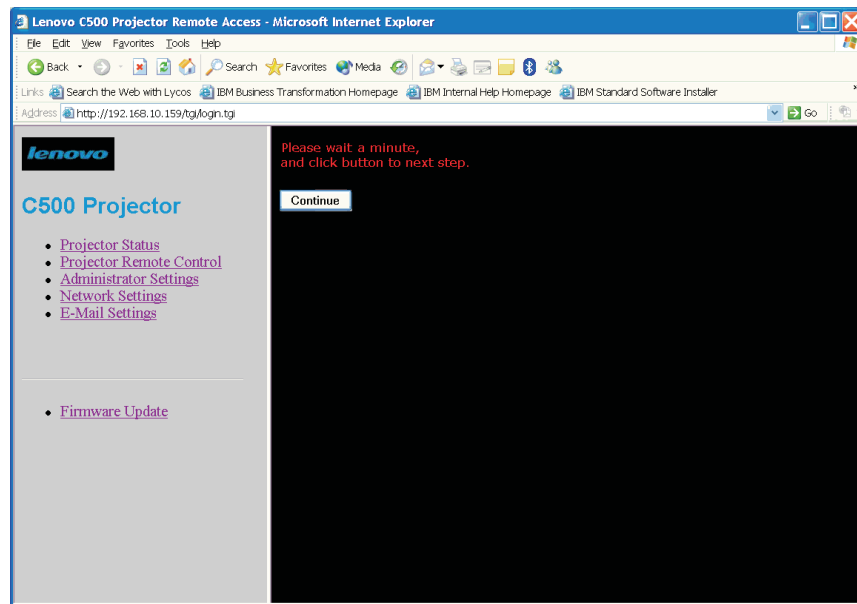 Lenovo C500 Projector Remote Access - Microsoft Internet Explorer
File Edit View Favorites Tools Help
Back Search Favorites Media
Links Search the Web with Lycos IBM Business Transformation Homepage IBM Internal Help Homepage IBM Standard Software Installer
Address http://192.168.10.159/tgi/login.tgi Go
lenovo
C500 Projector
Projector Status
Projector Remote Control
Administrator Settings
Network Settings
E-Mail Settings
Firmware Update
Please wait a minute,
and click button to next step.
Continue